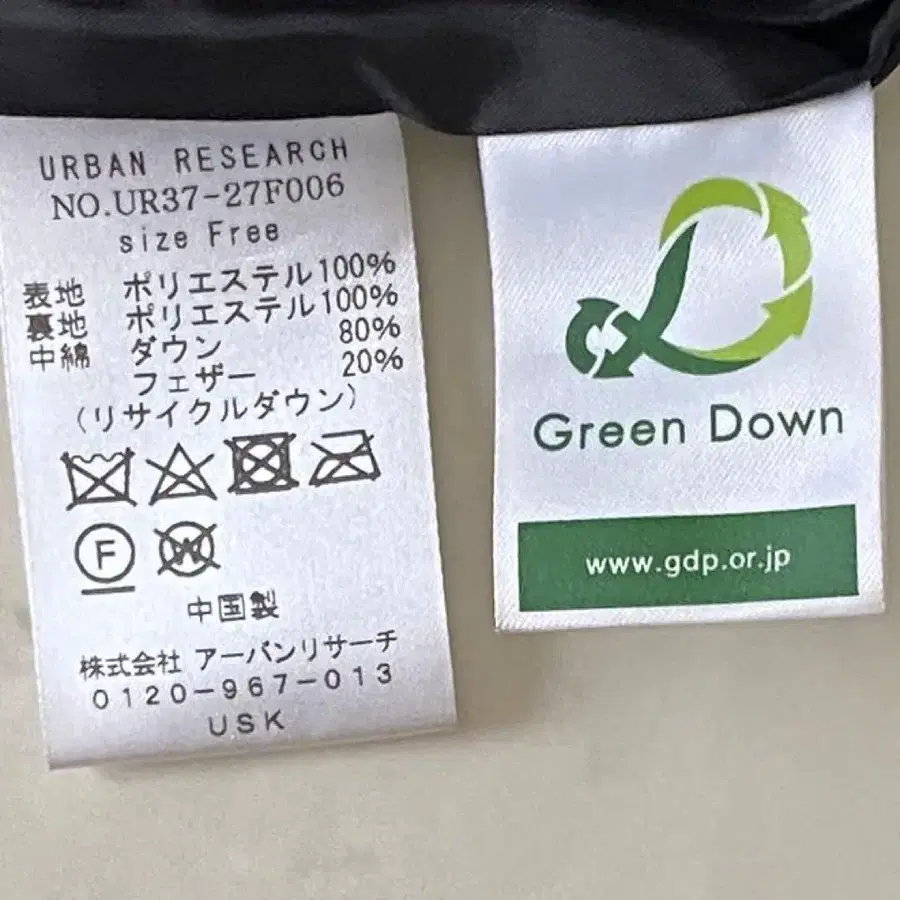 URBAN RESEARCH
NO.UR37-27F006
size Free
表地 ポリエステル100%
裏地 ポリエステル100%
中綿 ダウン 80%
フェザー 20%
(リサイクルダウン)
F W
中国製
株式会社 アーバンリサーチ
0120-967-013
USK
Green Down
www.gdp.or.jp